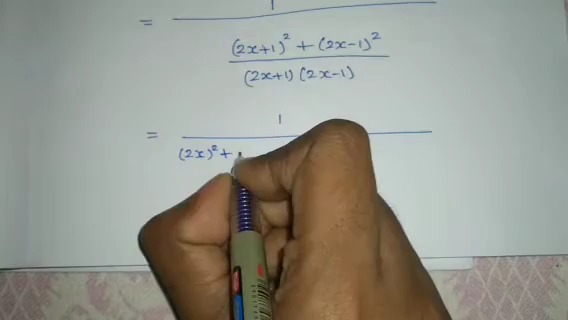 1
=
(2x+1)² + (2x-1)²
(2x+1) (2x-1)
1
=
(2x)² +